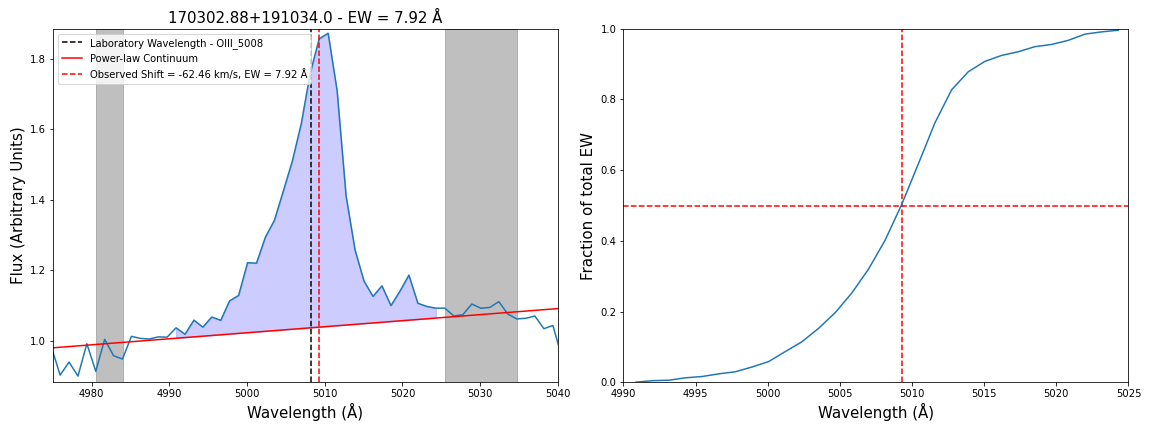 170302.88+191034.0 - EW = 7.92 Å
Laboratory Wavelength - OIII_5008
Power-law Continuum
Observed Shift = -62.46 km/s, EW = 7.92 Å
Flux (Arbitrary Units)
1.8
1.6
1.4
1.2
1.0
4980 4990 5000 5010 5020 5030 5040
Wavelength (Å)
Fraction of total EW
1.0
0.8
0.6
0.4
0.2
0.0
4990 4995 5000 5005 5010 5015 5020 5025
Wavelength (Å)